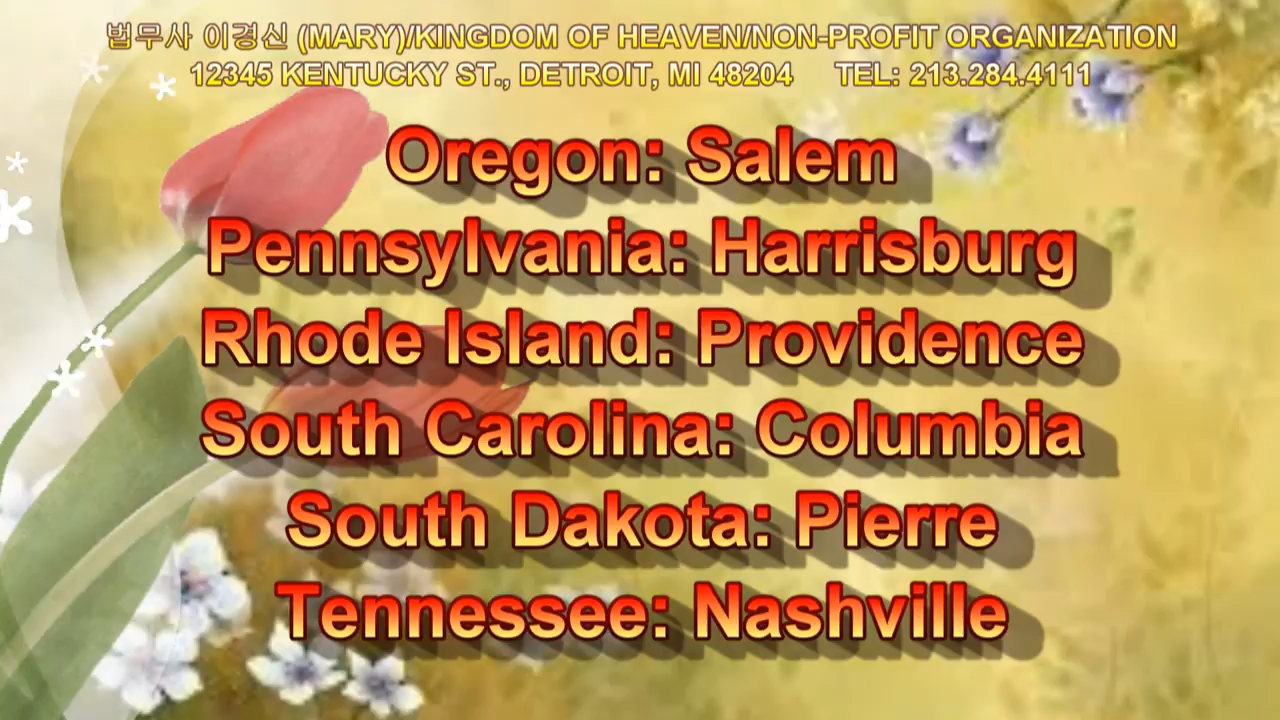 법무사 이경신 (MARY)/KINGDOM OF HEAVEN/NON-PROFIT ORGANIZATION
12345 KENTUCKY ST., DETROIT, MI 48204 TEL: 213.284.4111
Oregon: Salem
Pennsylvania: Harrisburg
Rhode Island: Providence
South Carolina: Columbia
South Dakota: Pierre
Tennessee: Nashville